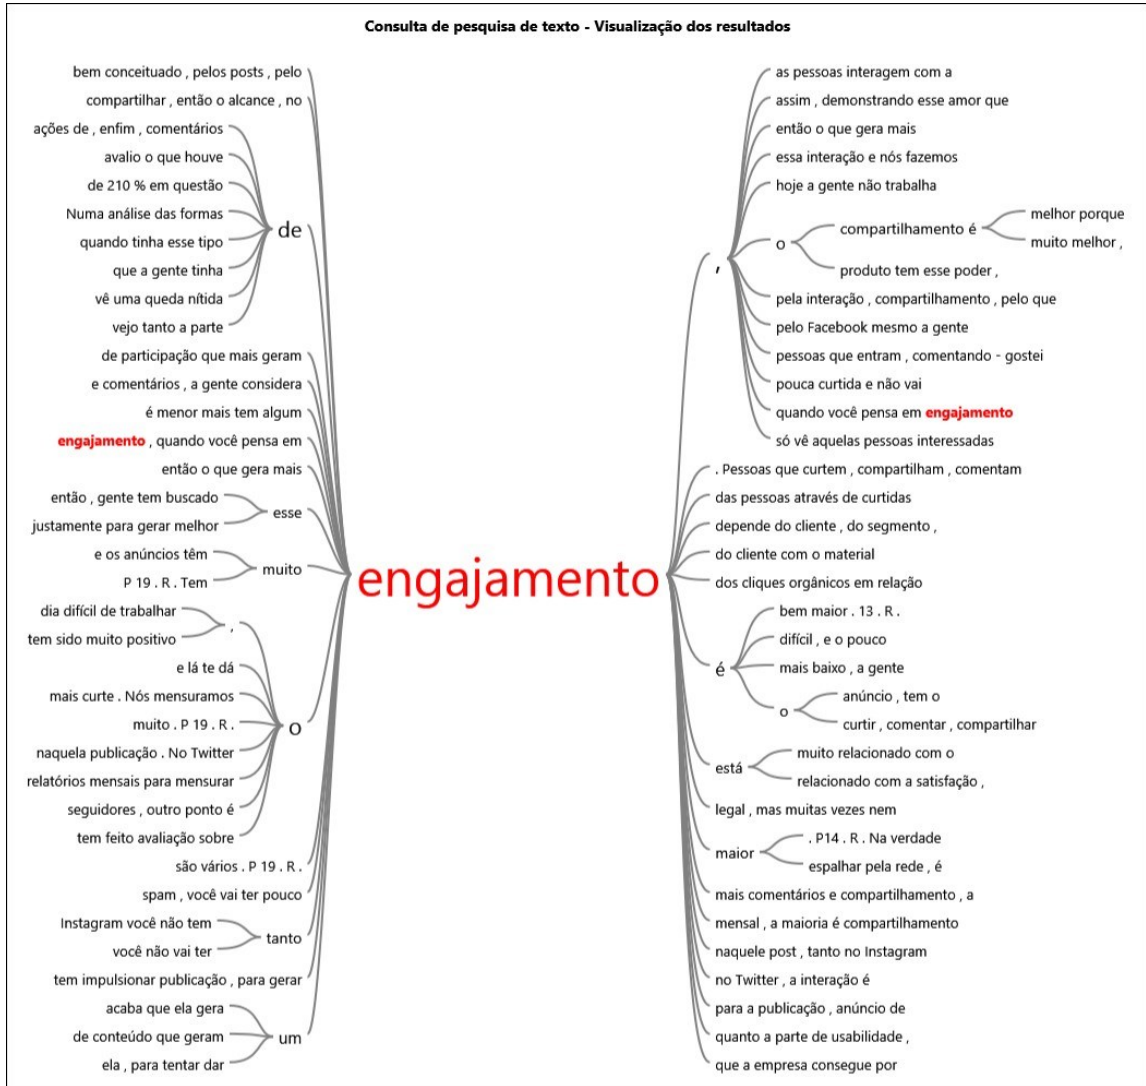 Consulta de pesquisa de texto - Visualização dos resultados
bem conceituado , pelos posts , pelo
compartilhar , então o alcance , no
ações de , enfim , comentários
avalio o que houve
de 210 % em questão
Numa análise das formas
de
quando tinha esse tipo
que a gente tinha
vê uma queda nítida
vejo tanto a parte
de participação que mais geram
e comentários , a gente considera
é menor mais tem algum
engajamento , quando você pensa em
então o que gera mais
então , gente tem buscado
esse
justamente para gerar melhor
e os anúncios têm
muito
P 19 . R . Tem
dia difícil de trabalhar
,
tem sido muito positivo
e lá te dá
mais curte . Nós mensuramos
muito . P 19 . R .
o
naquela publicação . No Twitter
relatórios mensais para mensurar
seguidores , outro ponto é
tem feito avaliação sobre
são vários . P 19 . R .
spam , você vai ter pouco
Instagram você não tem
tanto
você não vai ter
tem impulsionar publicação , para gerar
acaba que ela gera
de conteúdo que geram
um
ela , para tentar dar
engajamento
as pessoas interagem com a
assim , demonstrando esse amor que
então o que gera mais
essa interação e nós fazemos
hoje a gente não trabalha
,
o
compartilhamento é
melhor porque
muito melhor ,
produto tem esse poder ,
pela interação , compartilhamento , pelo que
pelo Facebook mesmo a gente
pessoas que entram , comentando - gostei
pouca curtida e não vai
quando você pensa em engajamento
só vê aquelas pessoas interessadas
. Pessoas que curtem , compartilham , comentam
das pessoas através de curtidas
depende do cliente , do segmento ,
do cliente com o material
dos cliques orgânicos em relação
é
bem maior . 13 . R .
difícil , e o pouco
mais baixo , a gente
o
anúncio , tem o
curtir , comentar , compartilhar
está
muito relacionado com o
relacionado com a satisfação ,
legal , mas muitas vezes nem
maior
. P14 . R . Na verdade
espalhar pela rede , é
mais comentários e compartilhamento , a
mensal , a maioria é compartilhamento
naquele post , tanto no Instagram
no Twitter , a interação é
para a publicação , anúncio de
quanto a parte de usabilidade ,
que a empresa consegue por